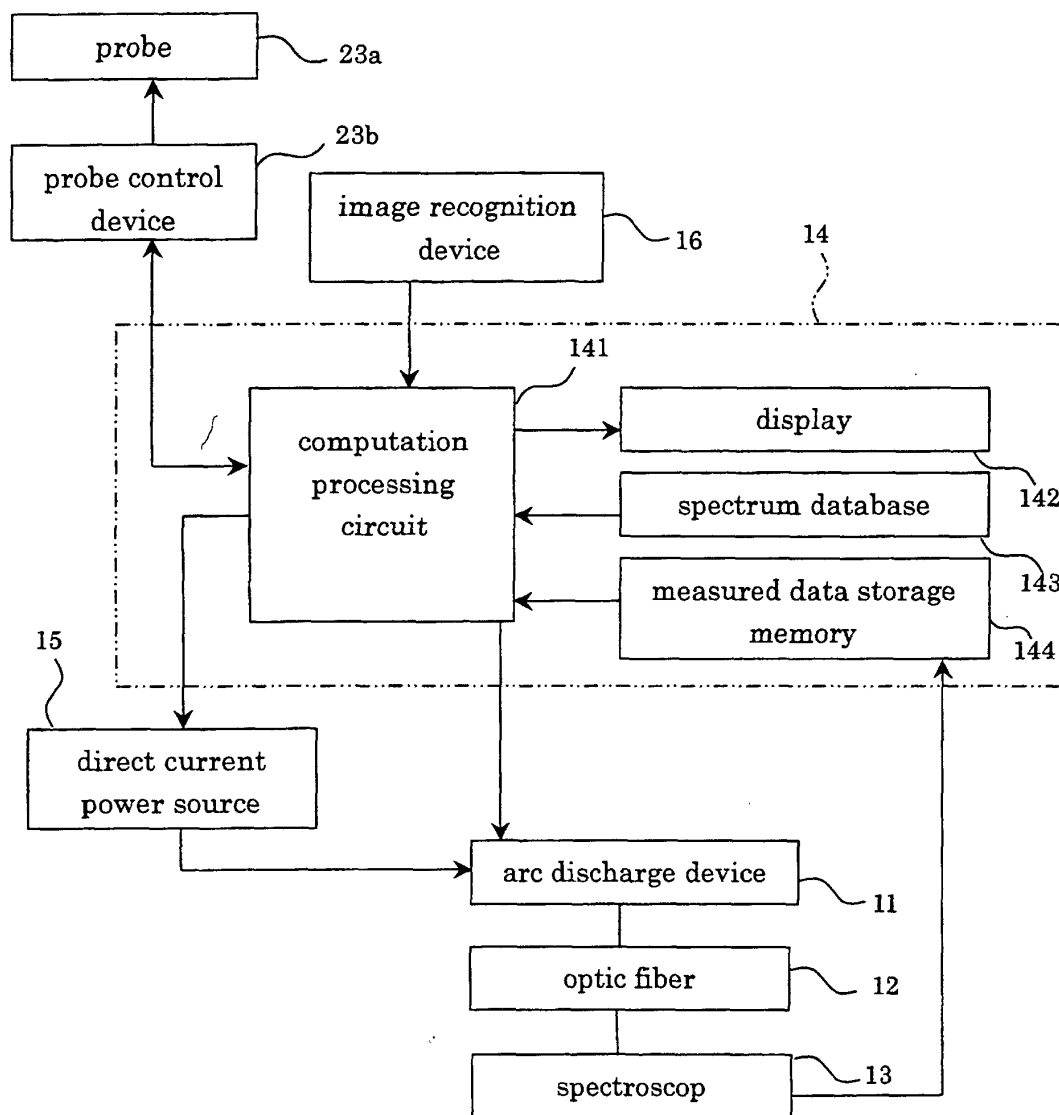 probe
23a
23b
probe control
device
image recognition
device
16
14
141
computation
processing
circuit
display
142
spectrum database
143
measured data storage
memory
144
15
direct current
power source
arc discharge device
11
optic fiber
12
spectroscop
13